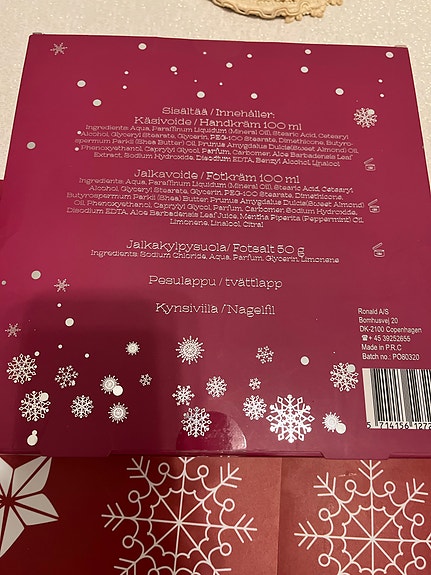 Sisältää / Innehåller:
Käsivoide / Handkräm 100 ml
Ingredients: Aqua, Paraffinum Liquidum (Mineral Oil), Stearic Acid, Cetearyl
Alcohol, Glyceryl Stearate, Glycerin, PEG-100 Stearate, Dimethicone, Butyro-
spermum Parkii (Shea Butter) Oil, Prunus Amygdalus Dulcis(Sweet Almond) Oil,
Phenoxyethanol, Caprylyl Glycol, Parfum, Carbomer, Aloe Barbadensis Leaf
Extract, Sodium Hydroxide, Disodium EDTA, Benzyl Alcohol, Linalool
Jalkavoide / Fotkräm 100 ml
Ingredients: Aqua, Paraffinum Liquidum (Mineral Oil), Stearic Acid, Cetearyl
Alcohol, Glyceryl Stearate, Glycerin, PEG-100 Stearate, Dimethicone,
Butyrospermum Parkii (Shea) Butter, Prunus Amygdalus Dulcis(Sweet Almond)
Oil, Phenoxyethanol, Caprylyl Glycol, Parfum, Carbomer, Sodium Hydroxide,
Disodium EDTA, Aloe Barbadensis Leaf Juice, Mentha Piperita (Peppermint) Oil,
Limonene, Linalool, Citral
Jalkakylpysuola/Fotsalt 50 g
Ingredients: Sodium Chloride, Aqua, Parfum, Glycerin, Limonene
Pesulappu / tvättlapp
Kynsiviila / Nagelfil
Ronald A/S
Bomhusvej 20
DK-2100 Copenhagen
☎+ 45 39252655
Made in P.R.C
Batch no.: PO60320
5 714156 1272